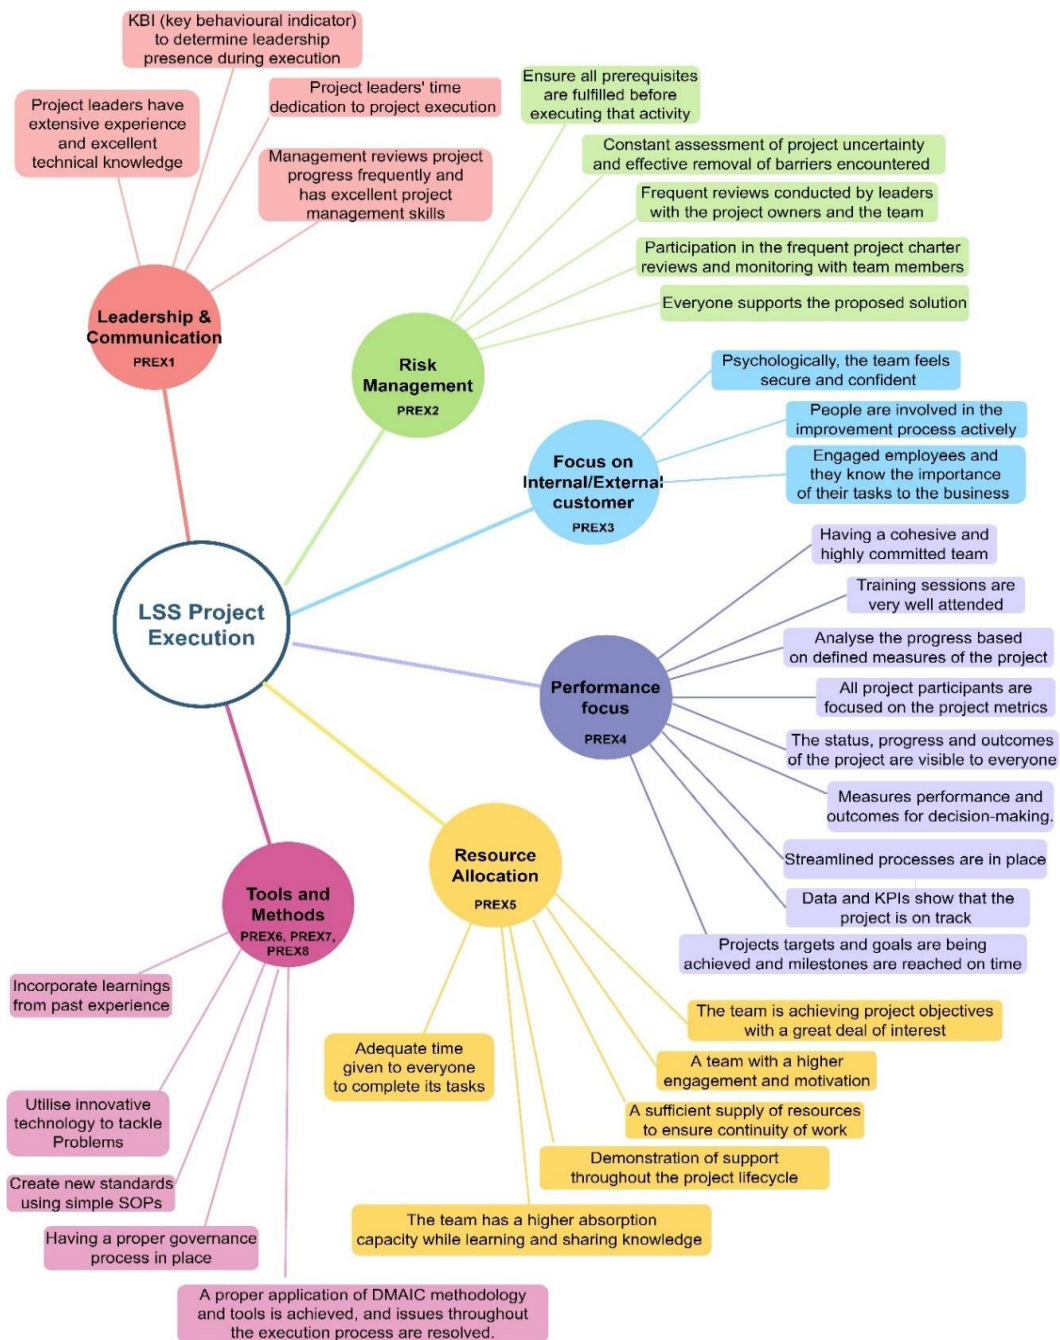 KBI (key behavioural indicator)
to determine leadership
presence during execution
Project leaders have
extensive experience
and excellent
technical knowledge
Project leaders' time
dedication to project execution
Management reviews project
progress frequently and
has excellent project
management skills
Leadership &
Communication
PREX1
Ensure all prerequisites
are fulfilled before
executing that activity
Constant assessment of project uncertainty
and effective removal of barriers encountered
Frequent reviews conducted by leaders
with the project owners and the team
Participation in the frequent project charter
reviews and monitoring with team members
Everyone supports the proposed solution
Risk
Management
PREX2
Psychologically, the team feels
secure and confident
People are involved in the
improvement process actively
Engaged employees and
they know the importance
of their tasks to the business
Focus on
Internal/External
customer
PREX3
LSS Project
Execution
Having a cohesive and
highly committed team
Training sessions are
very well attended
Analyse the progress based
on defined measures of the project
All project participants are
focused on the project metrics
The status, progress and outcomes
of the project are visible to everyone
Measures performance and
outcomes for decision-making.
Streamlined processes are in place
Data and KPIs show that the
project is on track
Projects targets and goals are being
achieved and milestones are reached on time
Performance
focus
PREX4
Resource
Allocation
PREX5
The team is achieving project objectives
with a great deal of interest
A team with a higher
engagement and motivation
A sufficient supply of resources
to ensure continuity of work
Demonstration of support
throughout the project lifecycle
The team has a higher absorption
capacity while learning and sharing knowledge
Adequate time
given to everyone
to complete its tasks
Tools and
Methods
PREX6, PREX7,
PREX8
Incorporate learnings
from past experience
Utilise innovative
technology to tackle
Problems
Create new standards
using simple SOPs
Having a proper governance
process in place
A proper application of DMAIC methodology
and tools is achieved, and issues throughout
the execution process are resolved.